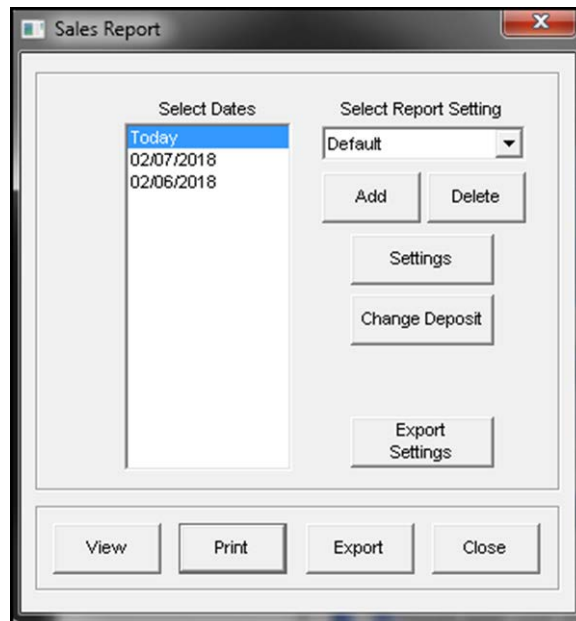 Sales Report
Select Dates
Today
02/07/2018
02/06/2018
Select Report Setting
Default
Add
Delete
Settings
Change Deposit
Export
Settings
View
Print
Export
Close